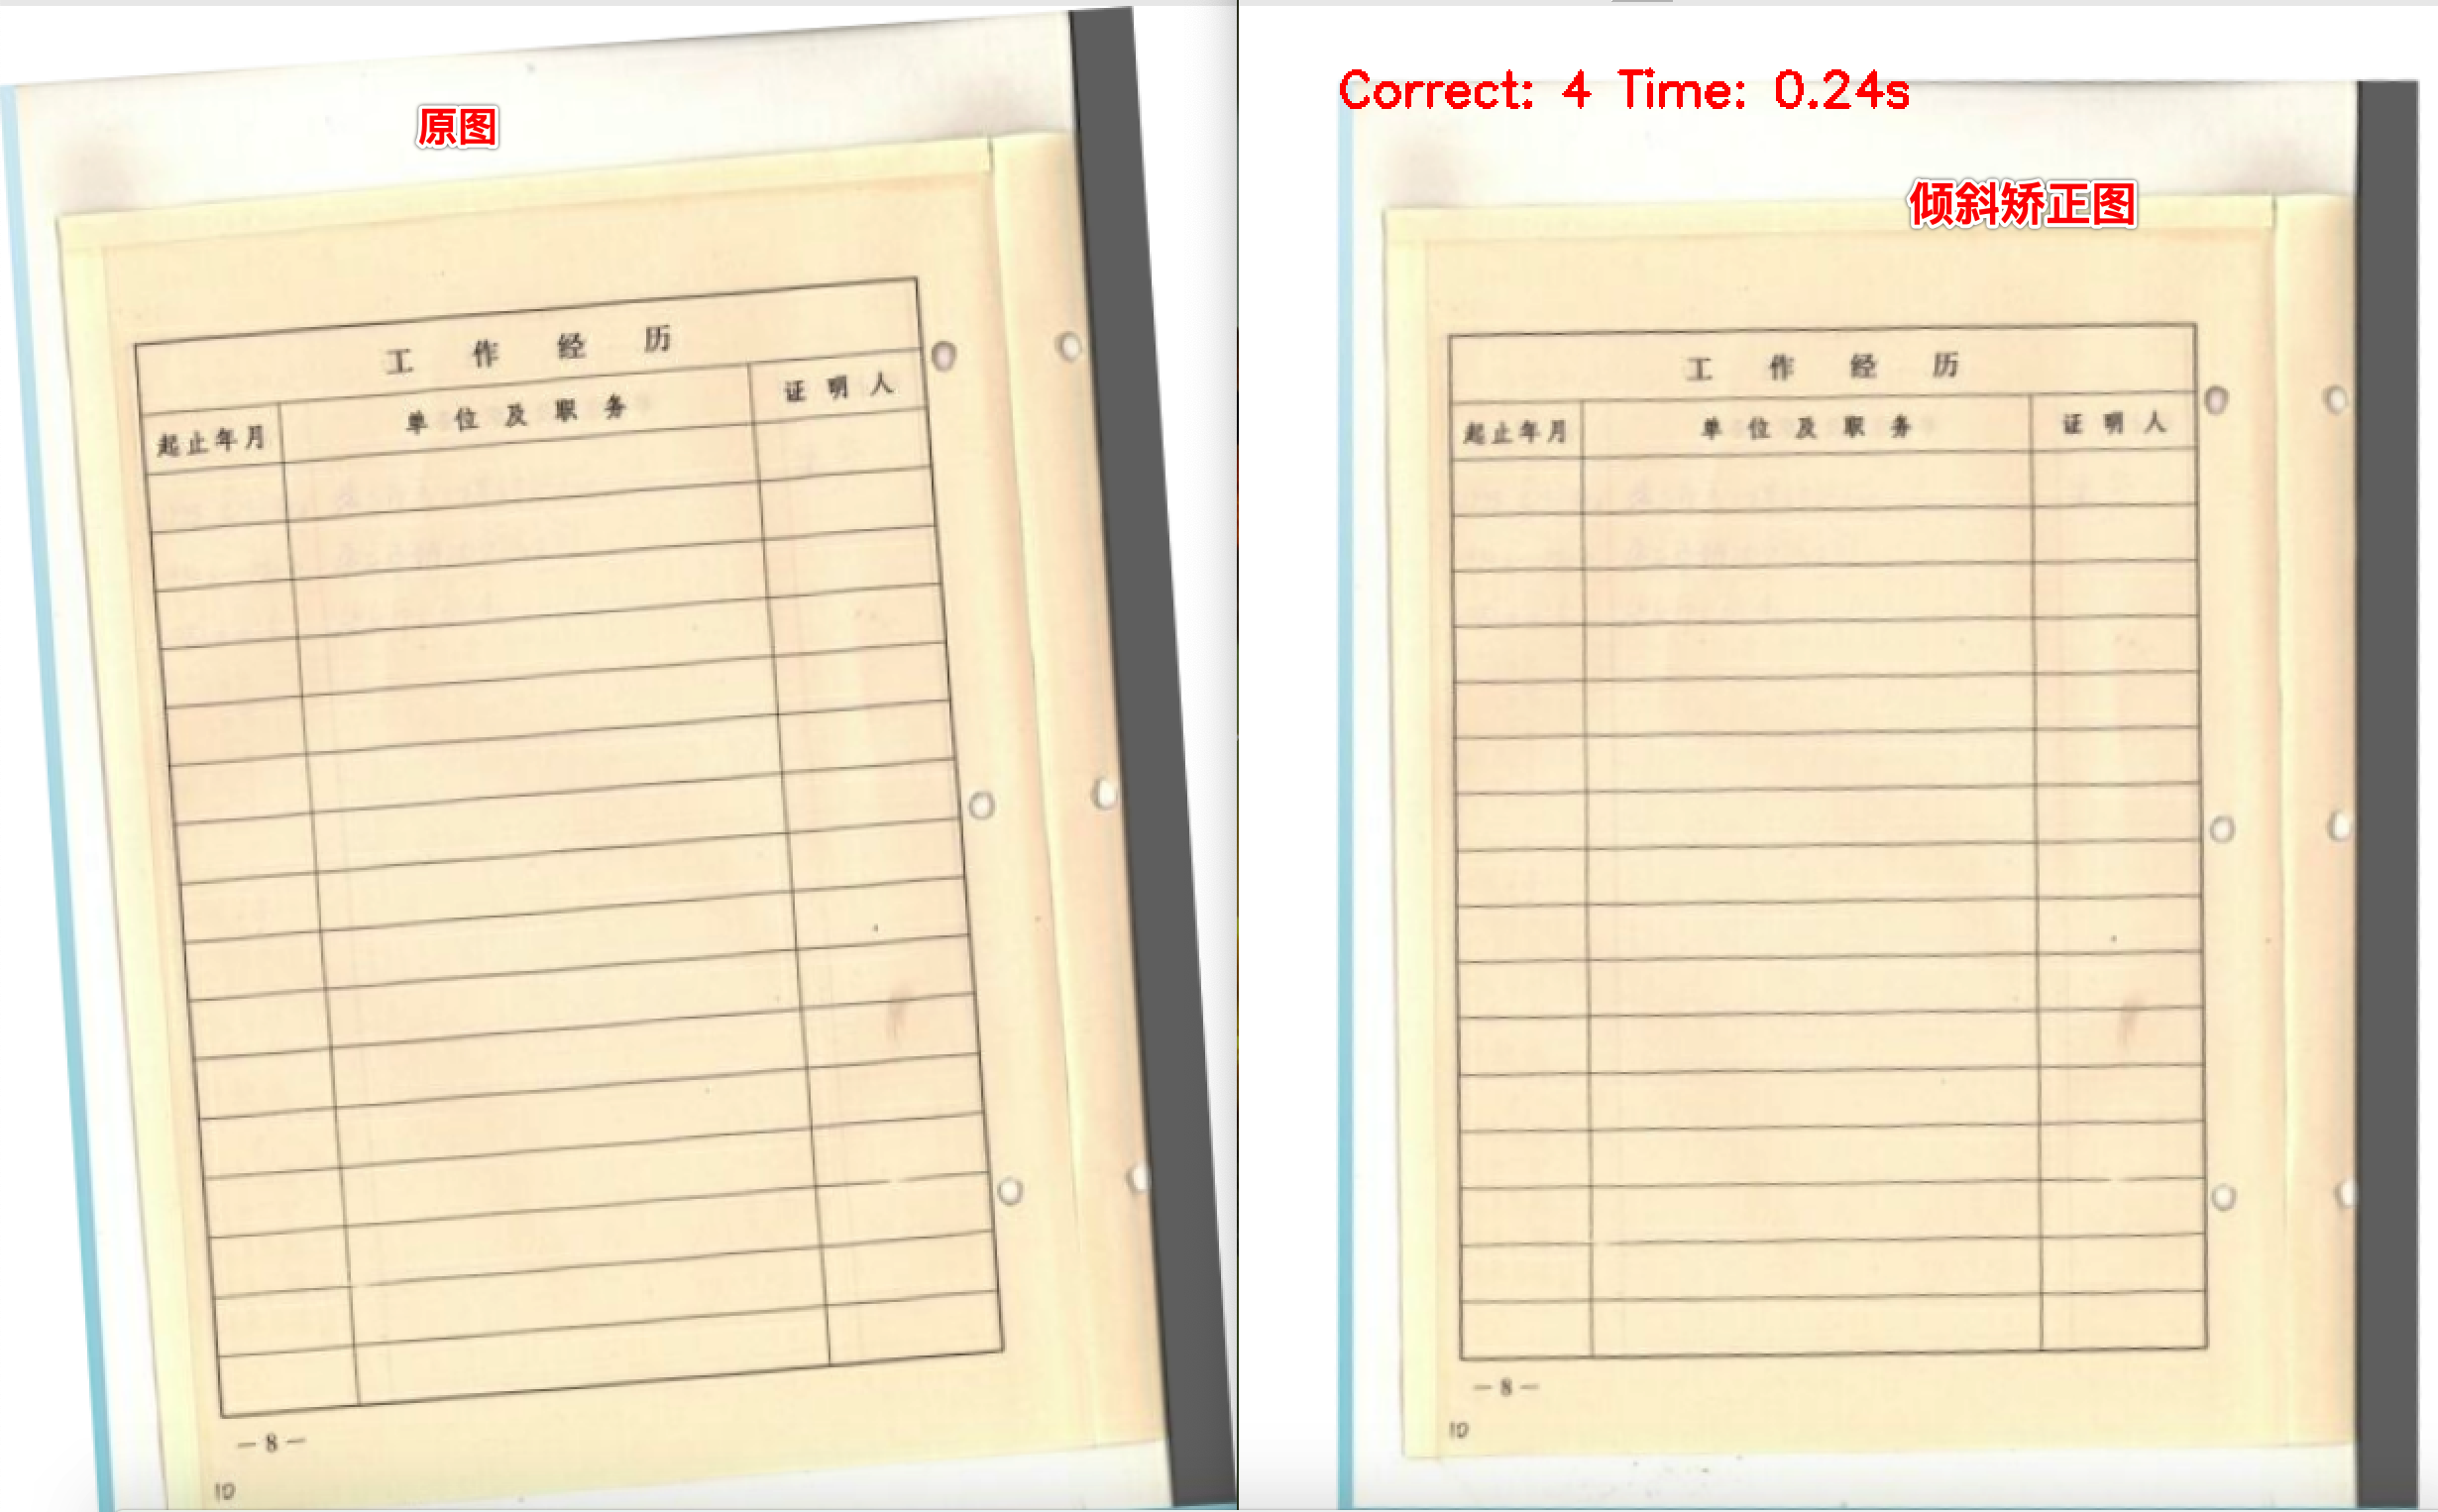 原图
工 作 经 历
起止年月 单 位 及 职 务 证 明 人
— 8 —
10
Correct: 4 Time: 0.24s
倾斜矫正图
工 作 经 历
起止年月 单 位 及 职 务 证 明 人
— 8 —
10